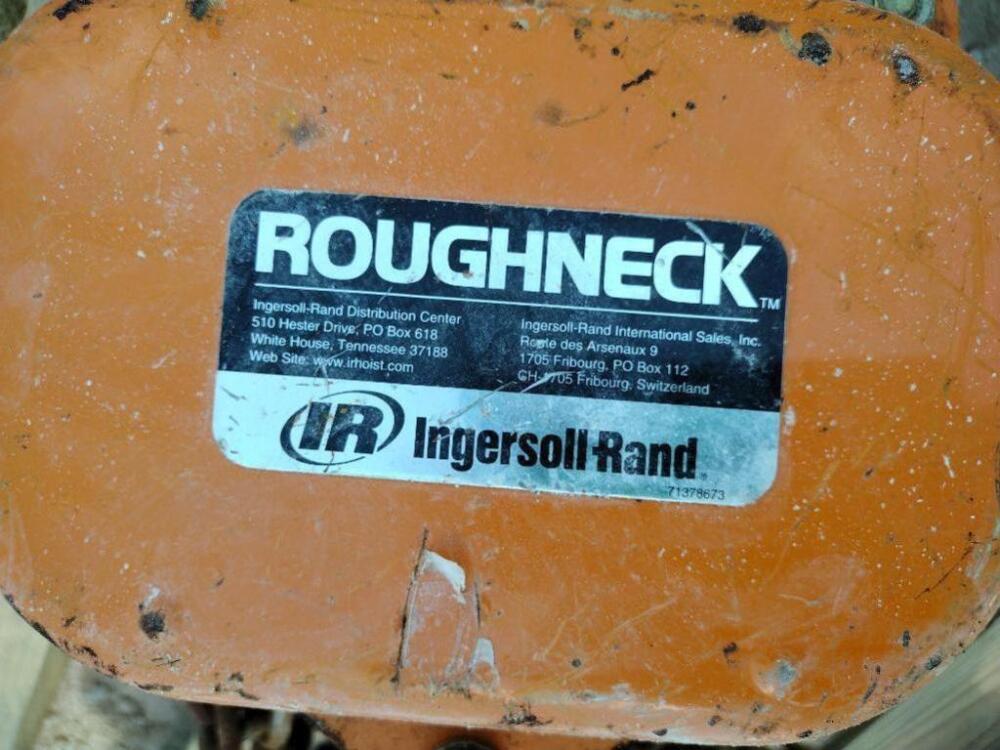 ROUGHNECK™
Ingersoll-Rand Distribution Center
510 Hester Drive, PO Box 618
White House, Tennessee 37188
Web Site: www.irhoist.com
Ingersoll-Rand International Sales, Inc.
Route des Arsenaux 9
1705 Fribourg, PO Box 112
CH-1705 Fribourg, Switzerland
IR Ingersoll-Rand®
71378673